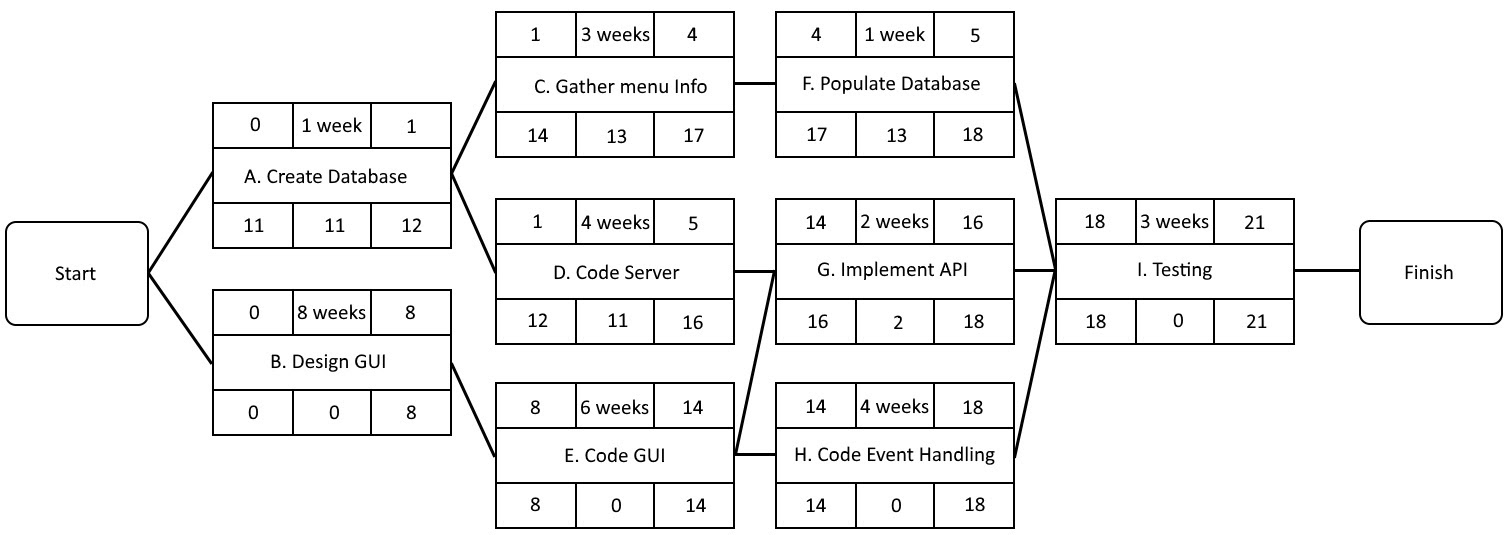 Start
0 1 week 1
A. Create Database
11 11 12
0 8 weeks 8
B. Design GUI
0 0 8
1 3 weeks 4
C. Gather menu Info
14 13 17
1 4 weeks 5
D. Code Server
12 11 16
8 6 weeks 14
E. Code GUI
8 0 14
4 1 week 5
F. Populate Database
17 13 18
14 2 weeks 16
G. Implement API
16 2 18
14 4 weeks 18
H. Code Event Handling
14 0 18
18 3 weeks 21
I. Testing
18 0 21
Finish